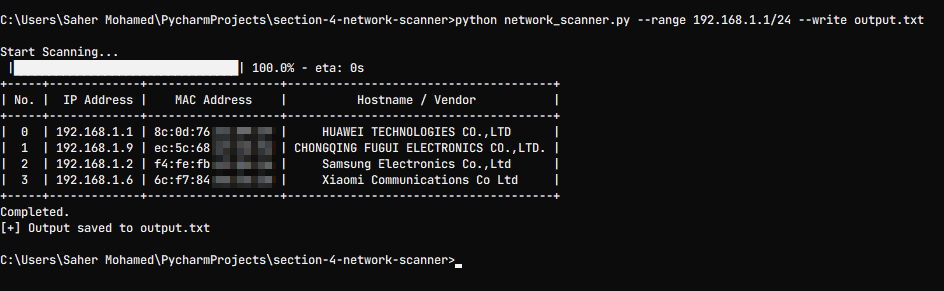 C:\Users\Saher Mohamed\PycharmProjects\section-4-network-scanner>python network_scanner.py --range 192.168.1.1/24 --write output.txt
Start Scanning...
| | 100.0% - eta: 0s
+-----+-------------+-------------------+--------------------------------------+
| No. | IP Address | MAC Address | Hostname / Vendor |
+-----+-------------+-------------------+--------------------------------------+
| 0 | 192.168.1.1 | 8c:0d:76 | HUAWEI TECHNOLOGIES CO.,LTD |
| 1 | 192.168.1.9 | ec:5c:68 | CHONGQING FUGUI ELECTRONICS CO.,LTD. |
| 2 | 192.168.1.2 | f4:fe:fb | Samsung Electronics Co.,Ltd |
| 3 | 192.168.1.6 | 6c:f7:84 | Xiaomi Communications Co Ltd |
+-----+-------------+-------------------+--------------------------------------+
Completed.
[+] Output saved to output.txt
C:\Users\Saher Mohamed\PycharmProjects\section-4-network-scanner>